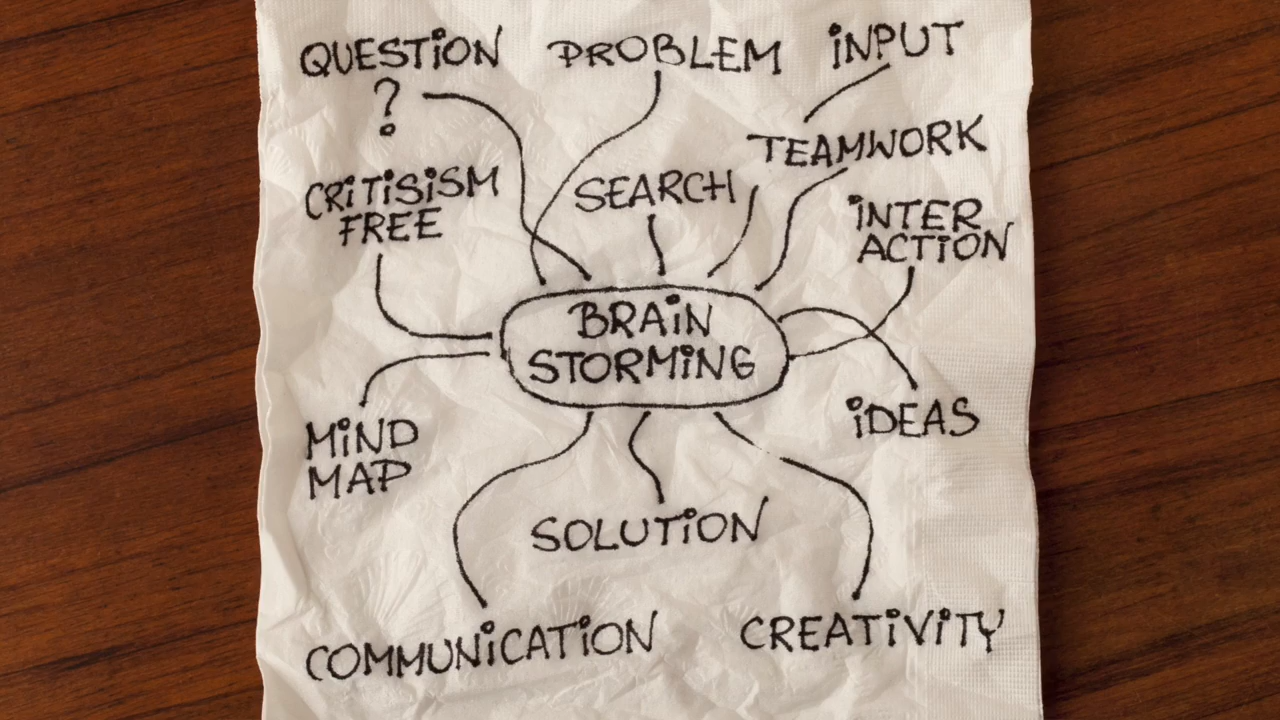 QUESTiON
?
PROBLEM
iNPUT
TEAMWORK
SEARCH
CRiTiSiSM
FREE
iNTER
ACTiON
BRAiN
STORMiNG
iDEAS
MiND
MAP
SOLUTiON
COMMUNiCATiON
CREATiViTY